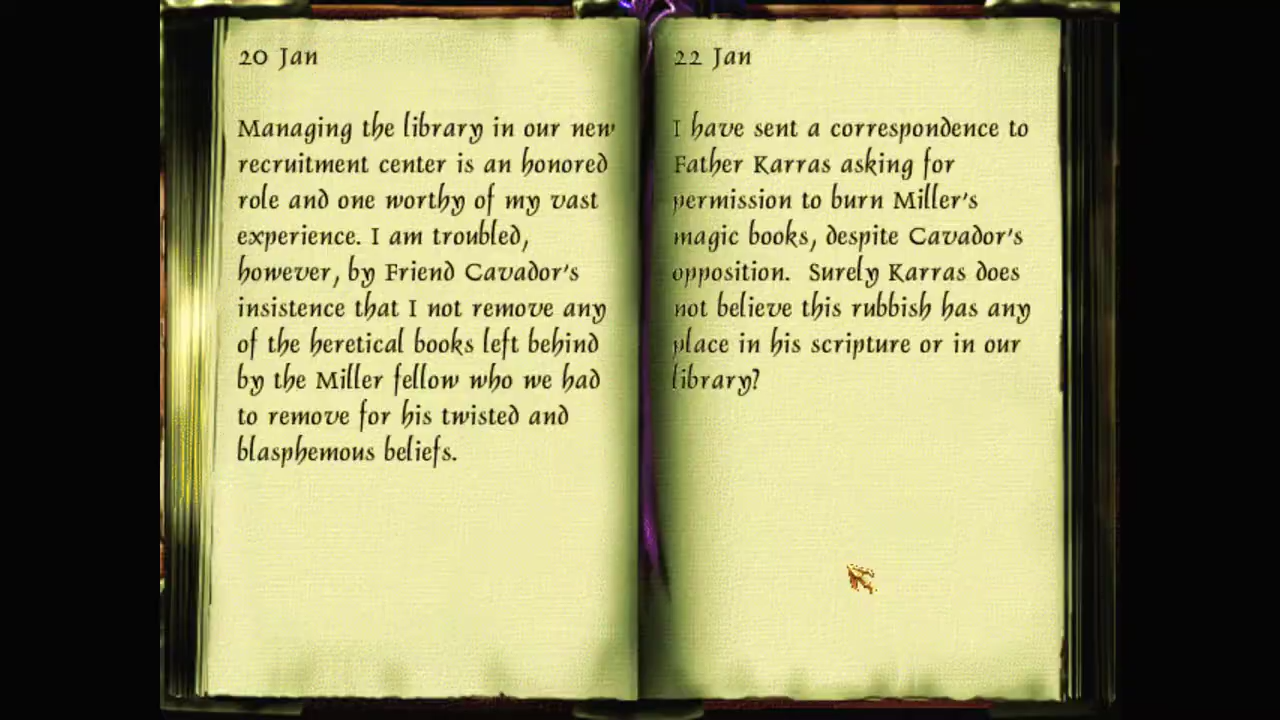 20 Jan
Managing the library in our new
recruitment center is an honored
role and one worthy of my vast
experience. I am troubled,
however, by Friend Cavador's
insistence that I not remove any
of the heretical books left behind
by the Miller fellow who we had
to remove for his twisted and
blasphemous beliefs.
22 Jan
I have sent a correspondence to
Father Karras asking for
permission to burn Miller's
magic books, despite Cavador's
opposition. Surely Karras does
not believe this rubbish has any
place in his scripture or in our
library?